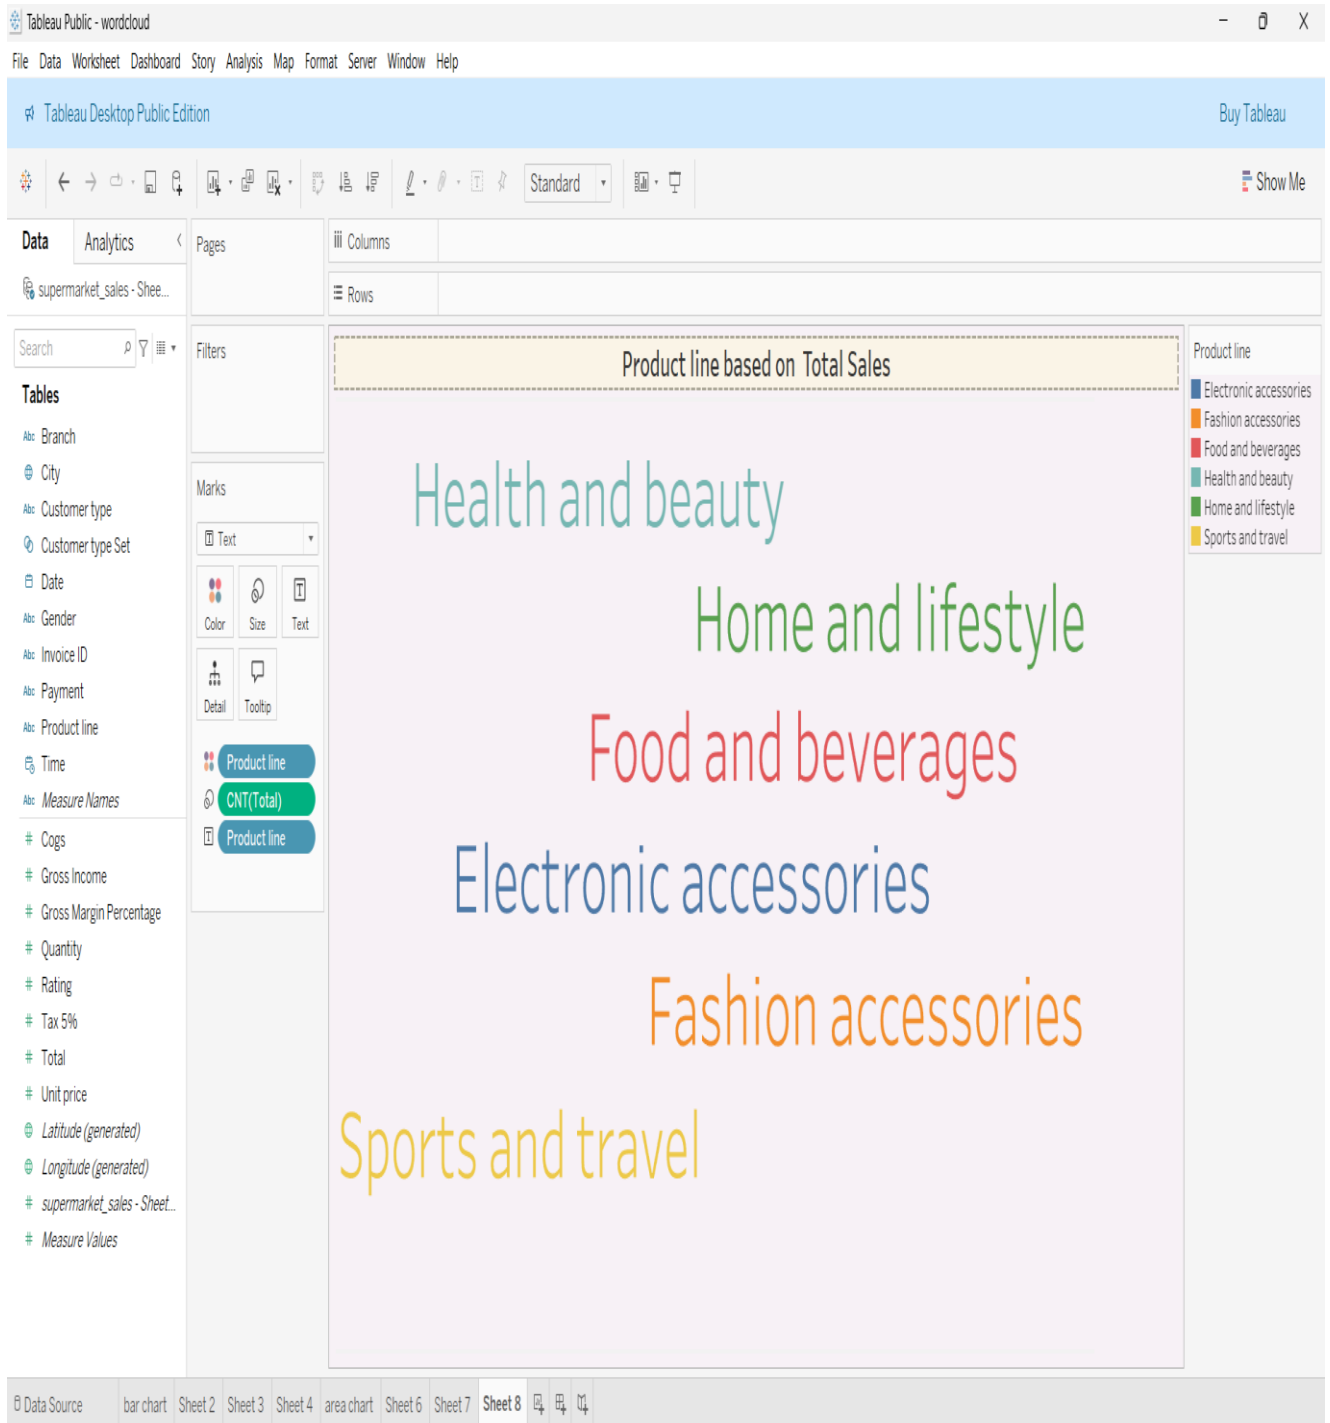 Tableau Public - wordcloud
File Data Worksheet Dashboard Story Analysis Map Format Server Window Help
Tableau Desktop Public Edition
Buy Tableau
Standard
Show Me
Data
Analytics
Pages
Columns
supermarket_sales - Shee...
Rows
Search
Filters
Product line based on Total Sales
Product line
Electronic accessories
Fashion accessories
Food and beverages
Health and beauty
Home and lifestyle
Sports and travel
Tables
Abc Branch
City
Abc Customer type
Customer type Set
Date
Abc Gender
Abc Invoice ID
Abc Payment
Abc Product line
Time
Abc Measure Names
# Cogs
# Gross Income
# Gross Margin Percentage
# Quantity
# Rating
# Tax 5%
# Total
# Unit price
Latitude (generated)
Longitude (generated)
# supermarket_sales - Sheet...
# Measure Values
Marks
T Text
Color Size Text
Detail Tooltip
Product line
CNT(Total)
T Product line
Health and beauty
Home and lifestyle
Food and beverages
Electronic accessories
Fashion accessories
Sports and travel
Data Source bar chart Sheet 2 Sheet 3 Sheet 4 area chart Sheet 6 Sheet 7 Sheet 8